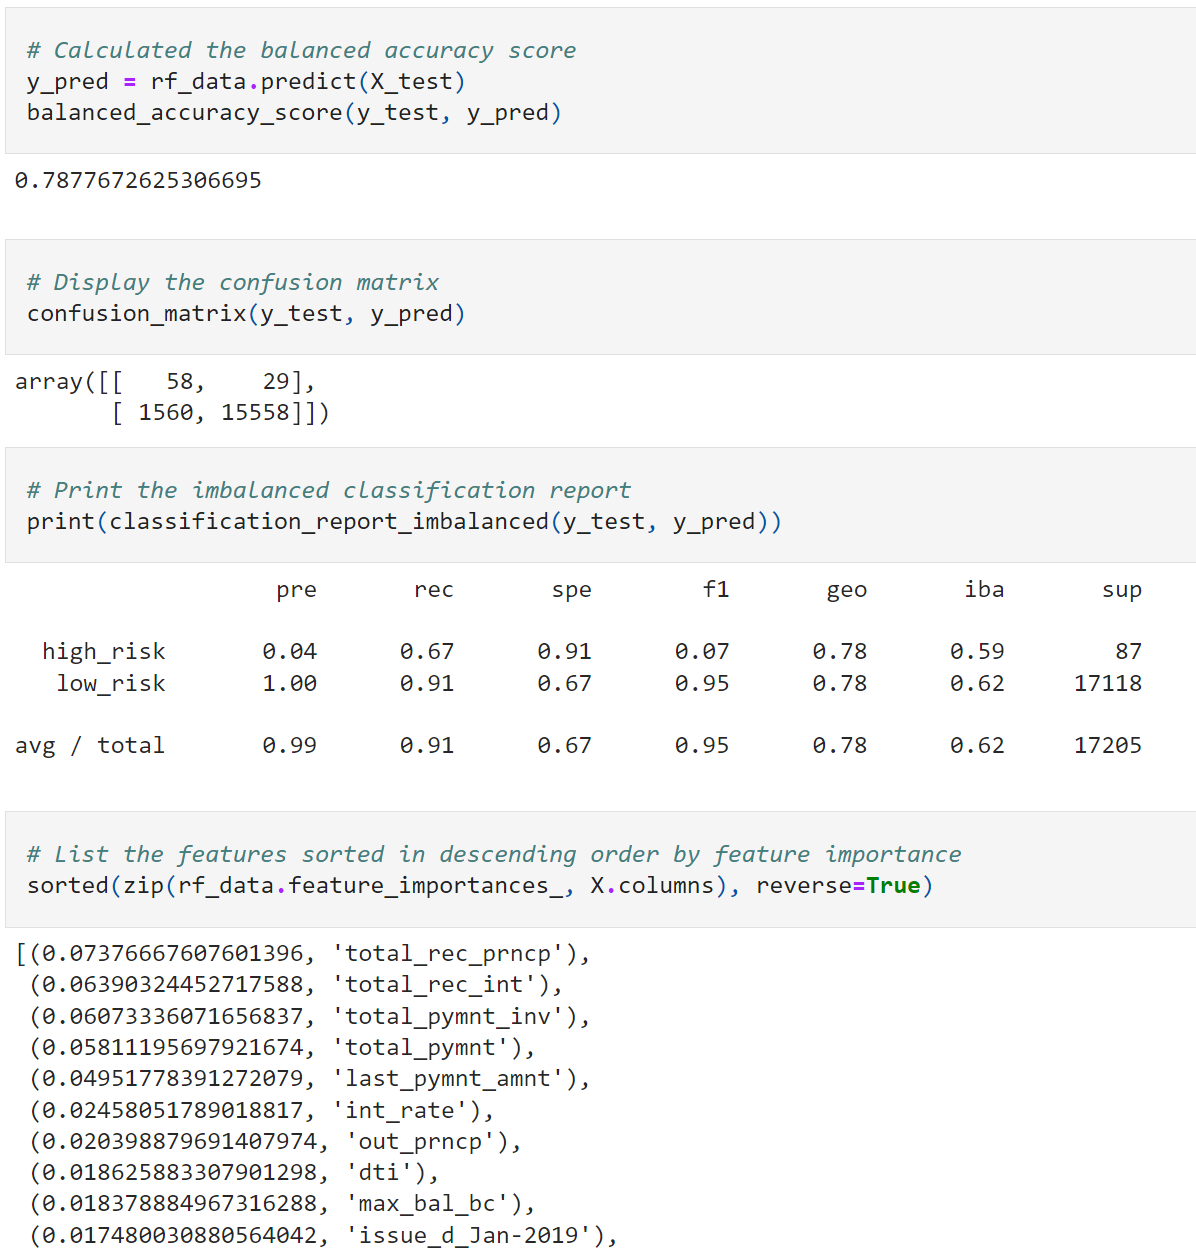 # Calculated the balanced accuracy score
y_pred = rf_data.predict(X_test)
balanced_accuracy_score(y_test, y_pred)
0.7877672625306695
# Display the confusion matrix
confusion_matrix(y_test, y_pred)
array([[   58,    29],
       [ 1560, 15558]])
# Print the imbalanced classification report
print(classification_report_imbalanced(y_test, y_pred))
                   pre       rec       spe        f1       geo       iba       sup
  high_risk       0.04      0.67      0.91      0.07      0.78      0.59        87
   low_risk       1.00      0.91      0.67      0.95      0.78      0.62     17118
avg / total       0.99      0.91      0.67      0.95      0.78      0.62     17205
# List the features sorted in descending order by feature importance
sorted(zip(rf_data.feature_importances_, X.columns), reverse=True)
[(0.07376667607601396, 'total_rec_prncp'),
 (0.06390324452717588, 'total_rec_int'),
 (0.06073336071656837, 'total_pymnt_inv'),
 (0.05811195697921674, 'total_pymnt'),
 (0.04951778391272079, 'last_pymnt_amnt'),
 (0.02458051789018817, 'int_rate'),
 (0.020398879691407974, 'out_prncp'),
 (0.018625883307901298, 'dti'),
 (0.018378884967316288, 'max_bal_bc'),
 (0.017480030880564042, 'issue_d_Jan-2019'),